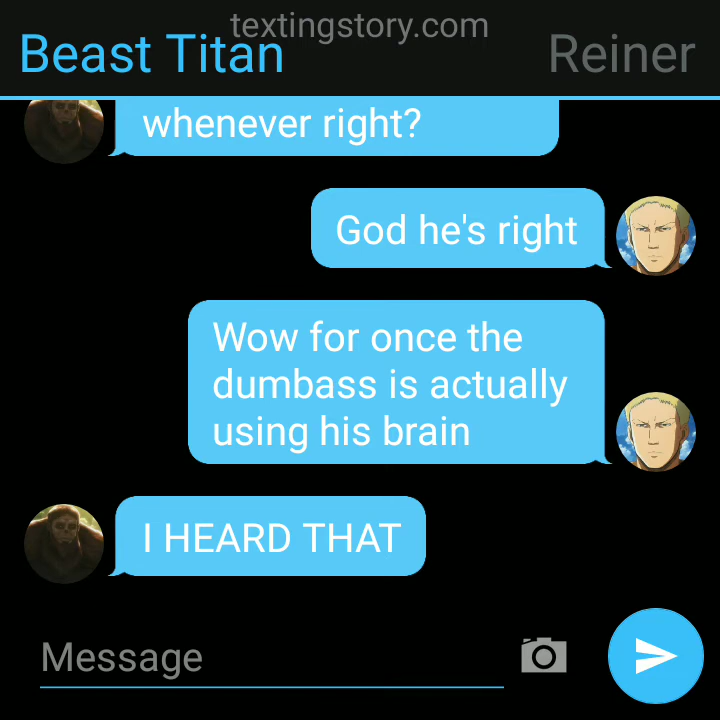 textingstory.com
Beast Titan
Reiner
whenever right?
God he's right
Wow for once the
dumbass is actually
using his brain
I HEARD THAT
Message